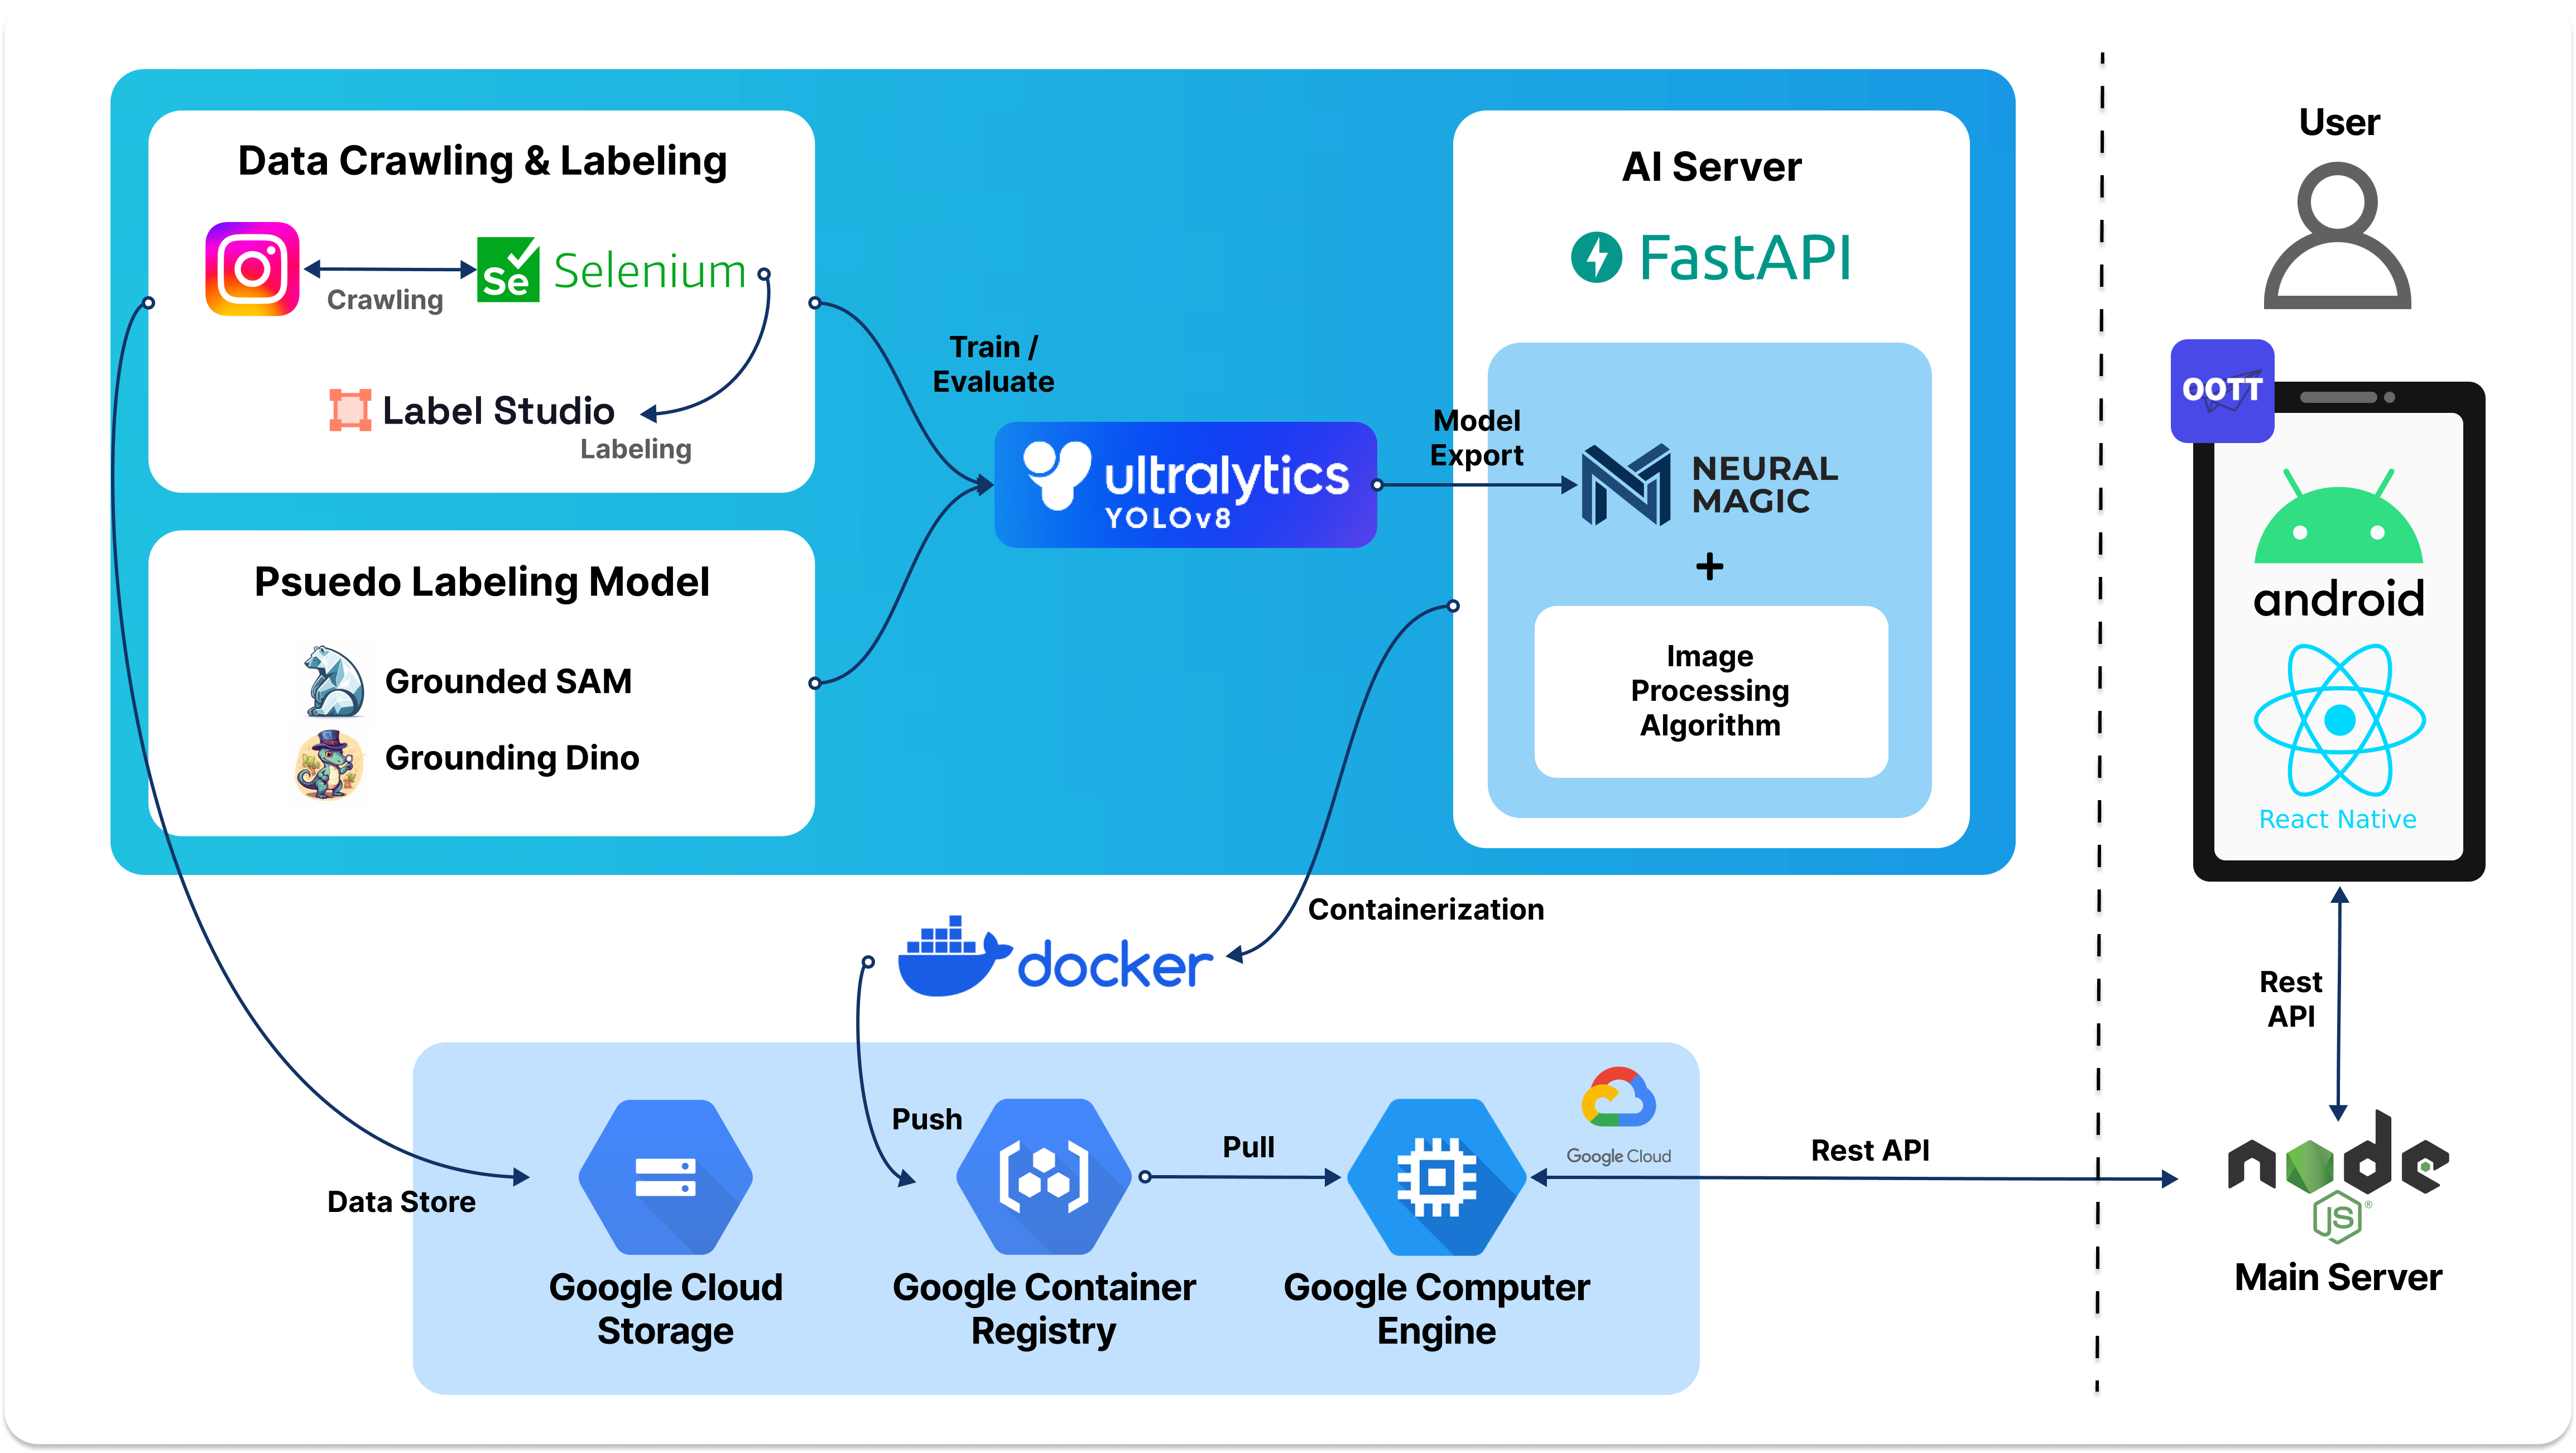 Data Crawling & Labeling
Crawling
Se
Selenium
Label Studio
Labeling
Psuedo Labeling Model
Grounded SAM
Grounding Dino
Train /
Evaluate
ultralytics
YOLOv8
Model
Export
AI Server
FastAPI
NEURAL
MAGIC
+
Image
Processing
Algorithm
Containerization
docker
Push
Pull
Data Store
Google Cloud
Storage
Google Container
Registry
Google Computer
Engine
Google Cloud
Rest API
User
OOTT
android
React Native
Rest
API
node
JS®
Main Server